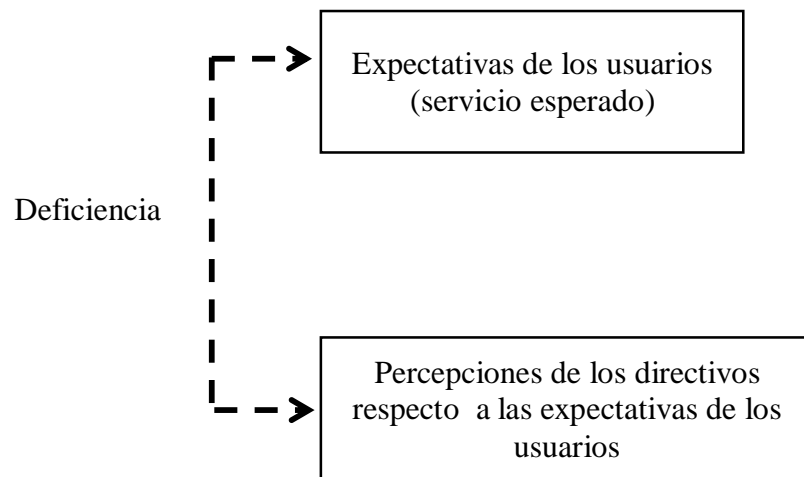 Expectativas de los usuarios
(servicio esperado)
Deficiencia
Percepciones de los directivos
respecto  a las expectativas de los
usuarios